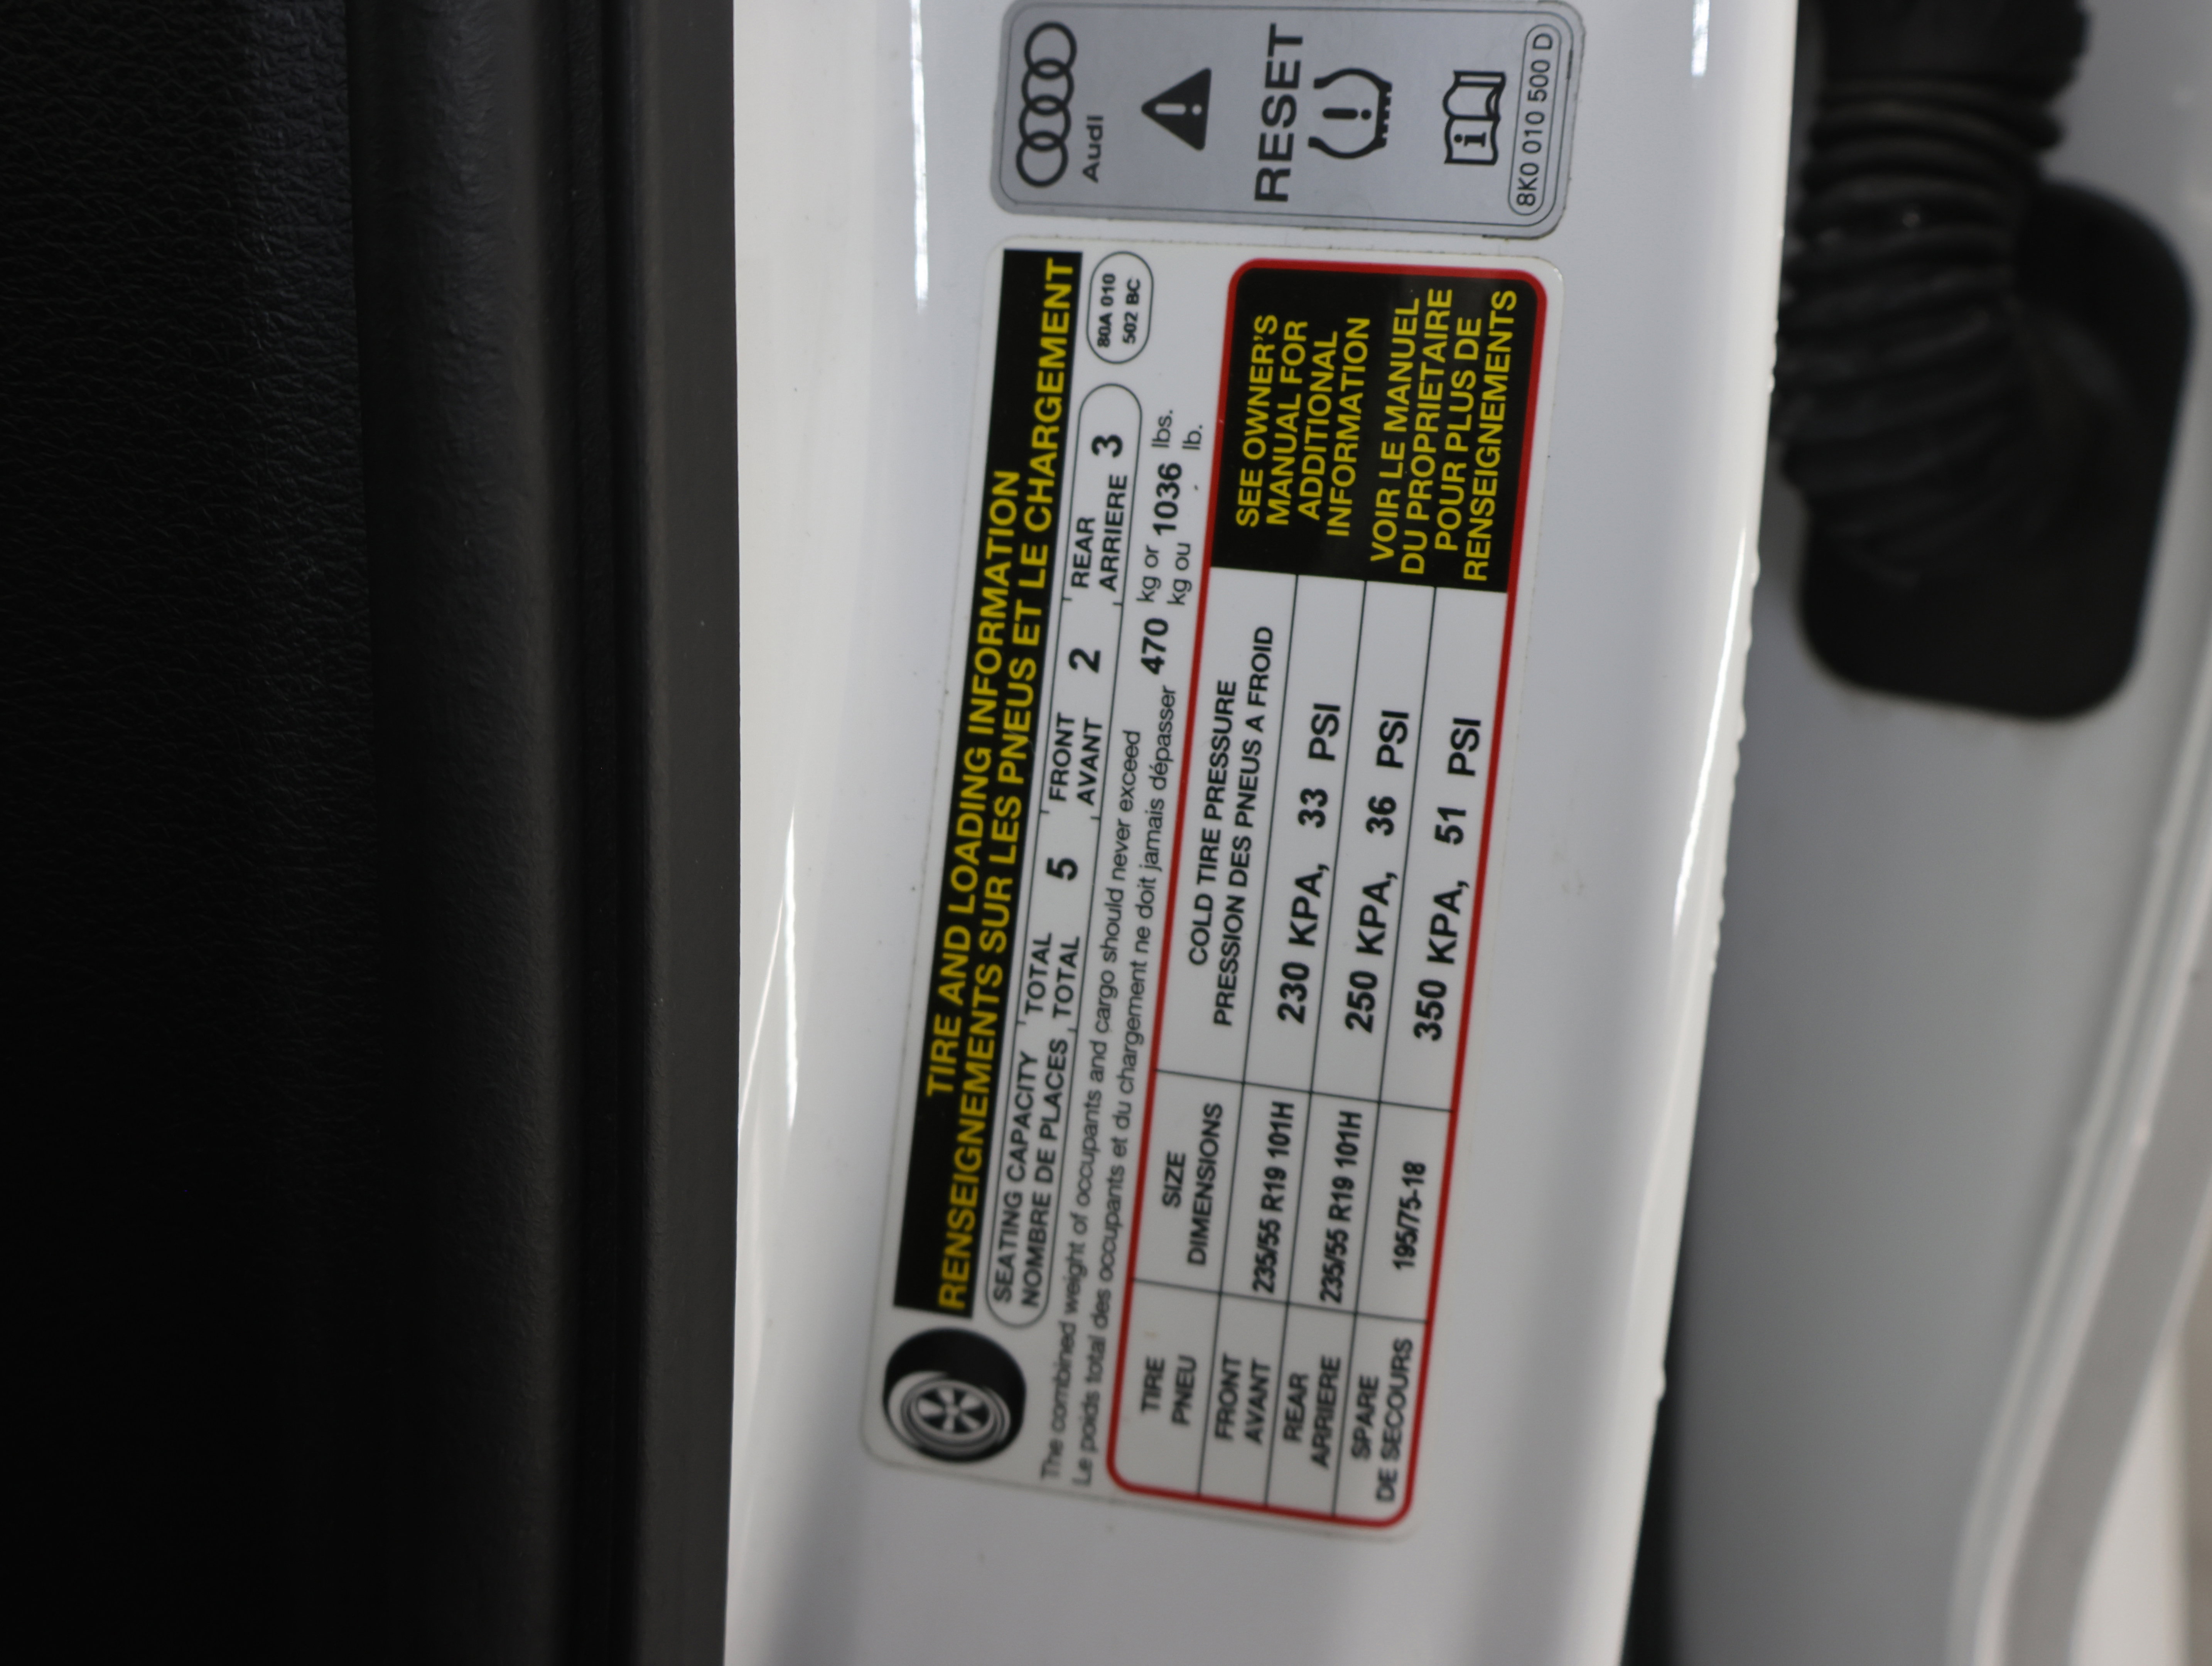 TIRE AND LOADING INFORMATION
RENSEIGNEMENTS SUR LES PNEUS ET LE CHARGEMENT
SEATING CAPACITY TOTAL 5 FRONT 2 REAR 3
NOMBRE DE PLACES TOTAL AVANT ARRIERE
80A 010
502 BC
The combined weight of occupants and cargo should never exceed 470 kg or 1036 lbs.
Le poids total des occupants et du chargement ne doit jamais dépasser kg ou lb.
TIRE SIZE COLD TIRE PRESSURE
PNEU DIMENSIONS PRESSION DES PNEUS A FROID
FRONT
AVANT 235/55 R19 101H 230 KPA, 33 PSI
REAR
ARRIERE 235/55 R19 101H 250 KPA, 36 PSI
SPARE
DE SECOURS 195/75-18 350 KPA, 51 PSI
SEE OWNER'S
MANUAL FOR
ADDITIONAL
INFORMATION
VOIR LE MANUEL
DU PROPRIETAIRE
POUR PLUS DE
RENSEIGNEMENTS
Audi
RESET
8K0 010 500 D